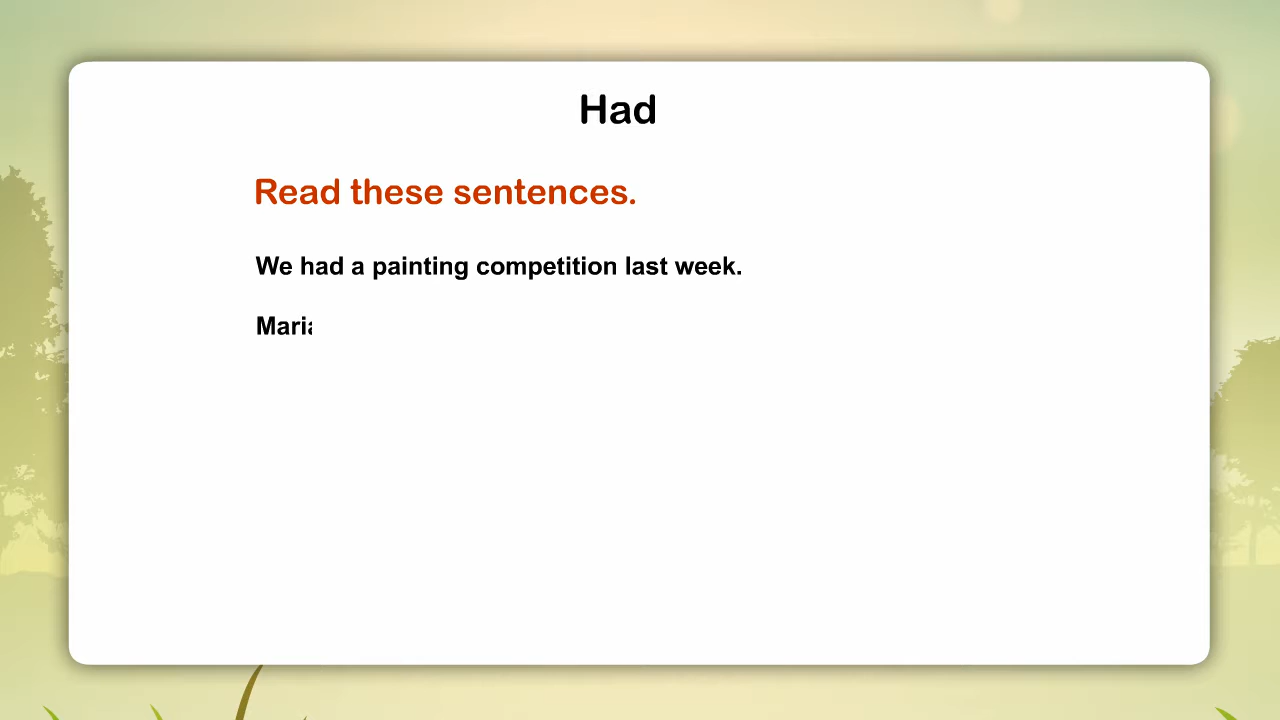 Had
Read these sentences.
We had a painting competition last week.